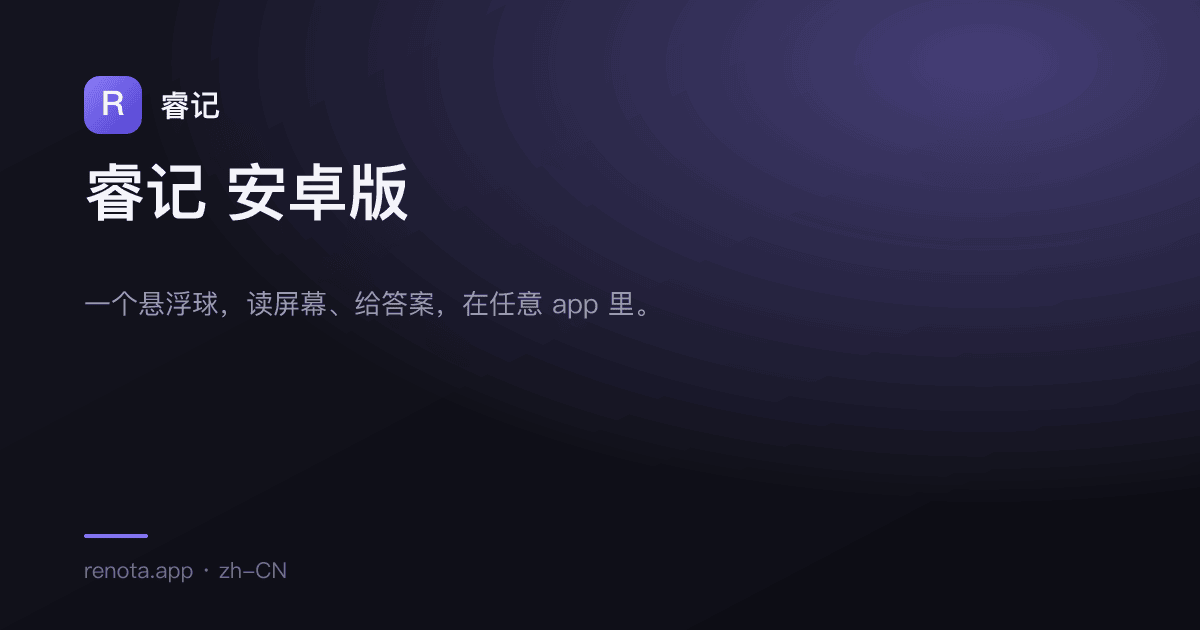 R 睿记
睿记 安卓版
一个悬浮球，读屏幕、给答案，在任意 app 里。
renota.app · zh-CN